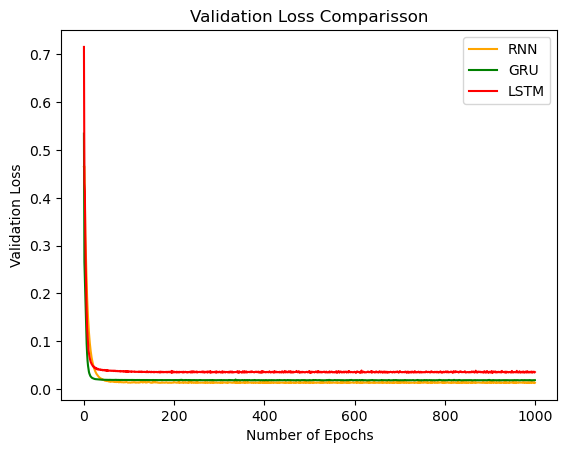 Validation Loss Comparisson
RNN
GRU
LSTM
Validation Loss
0.7
0.6
0.5
0.4
0.3
0.2
0.1
0.0
0 200 400 600 800 1000
Number of Epochs